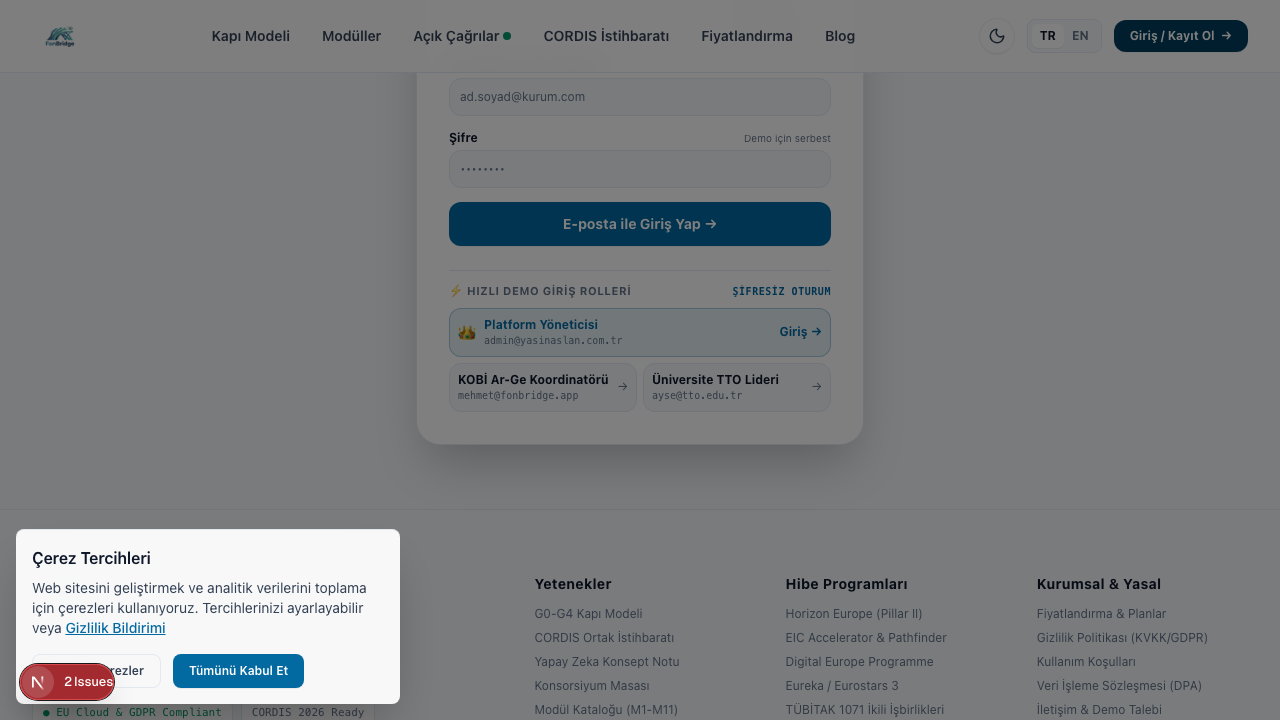 FonBridge
Kapı Modeli
Modüller
Açık Çağrılar
CORDIS İstihbaratı
Fiyatlandırma
Blog
TR
EN
Giriş / Kayıt Ol →
ad.soyad@kurum.com
Şifre
Demo için serbest
••••••••
E-posta ile Giriş Yap →
⚡ HIZLI DEMO GİRİŞ ROLLERİ
ŞİFRESİZ OTURUM
Platform Yöneticisi
admin@yasinaslan.com.tr
Giriş →
KOBİ Ar-Ge Koordinatörü
mehmet@fonbridge.app
→
Üniversite TTO Lideri
ayse@tto.edu.tr
→
Çerez Tercihleri
Web sitesini geliştirmek ve analitik verilerini toplama
için çerezleri kullanıyoruz. Tercihlerinizi ayarlayabilir
veya Gizlilik Bildirimi
Tümünü Kabul Et
N
2 Issues
● EU Cloud & GDPR Compliant
CORDIS 2026 Ready
Yetenekler
G0-G4 Kapı Modeli
CORDIS Ortak İstihbaratı
Yapay Zeka Konsept Notu
Konsorsiyum Masası
Modül Kataloğu (M1-M11)
Hibe Programları
Horizon Europe (Pillar II)
EIC Accelerator & Pathfinder
Digital Europe Programme
Eureka / Eurostars 3
TÜBİTAK 1071 İkili İşbirlikleri
Kurumsal & Yasal
Fiyatlandırma & Planlar
Gizlilik Politikası (KVKK/GDPR)
Kullanım Koşulları
Veri İşleme Sözleşmesi (DPA)
İletişim & Demo Talebi